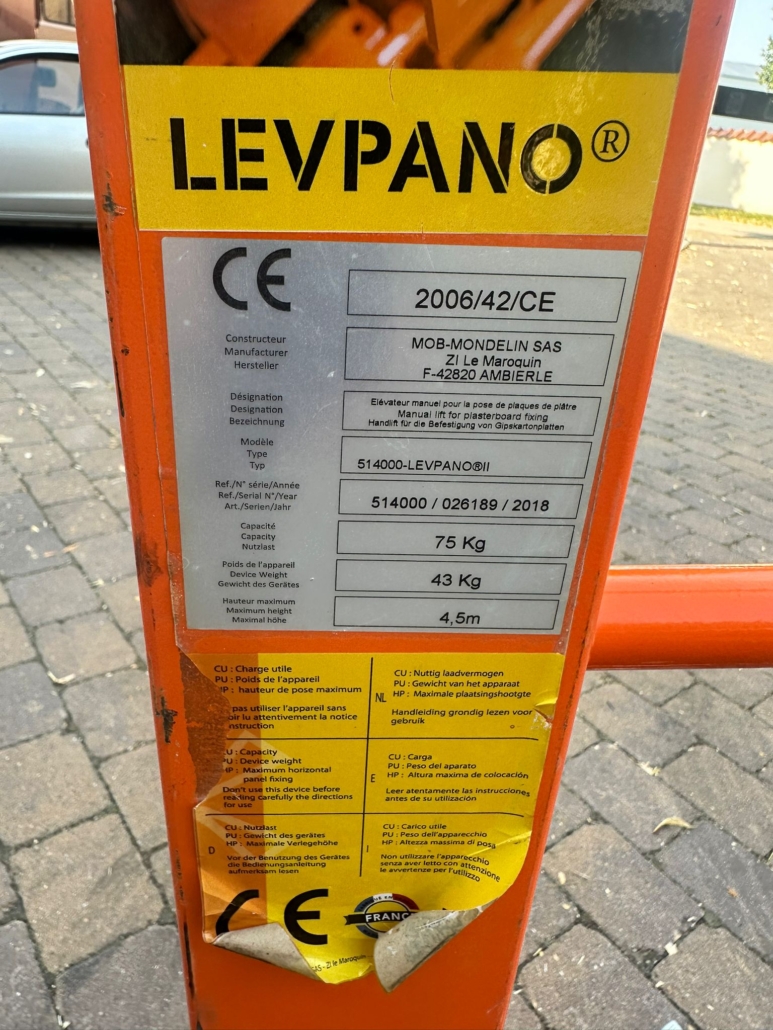 LEVPANO®
CE
2006/42/CE
Constructeur
Manufacturer
Hersteller
MOB-MONDELIN SAS
ZI Le Maroquin
F-42820 AMBIERLE
Désignation
Designation
Bezeichnung
Elévateur manuel pour la pose de plaques de plâtre
Manual lift for plasterboard fixing
Handlift für die Befestigung von Gipskartonplatten
Modèle
Type
Typ
514000-LEVPANO®II
Ref./N° série/Année
Ref./Serial N°/Year
Art./Serien/Jahr
514000 / 026189 / 2018
Capacité
Capacity
Nutzlast
75 Kg
Poids de l'appareil
Device Weight
Gewicht des Gerätes
43 Kg
Hauteur maximum
Maximum height
Maximal höhe
4,5m
CU : Charge utile
PU : Poids de l'appareil
HP : hauteur de pose maximum
pas utiliser l'appareil sans
lu attentivement la notice
NL
CU : Nuttig laadvermogen
PU : Gewicht van het apparaat
HP : Maximale plaatsingshootgte
Handleiding grondig lezen voor
gebruik
CU : Capacity
PU : Device weight
HP : Maximum horizontal
panel fixing
Don't use this device before
reading carefully the directions
for use
E
CU : Carga
PU : Peso del aparato
HP : Altura maxima de colocación
Leer atentamente las instrucciones
antes de su utilización
D
CU : Nutzlast
PU : Gewicht des gerätes
HP : Maximale Verlegehöhe
Vor der Benutzung des Gerätes
die Bedienungsanleitung
aufmerksam lesen
I
CU : Carico utile
PU : Peso dell'apparecchio
HP : Altezza massima di posa
Non utilizzare l'apparecchio
senza aver letto con attenzione
le avvertenze per l'utilizzo
CE
FRANC
SAS - ZI le Maroquin